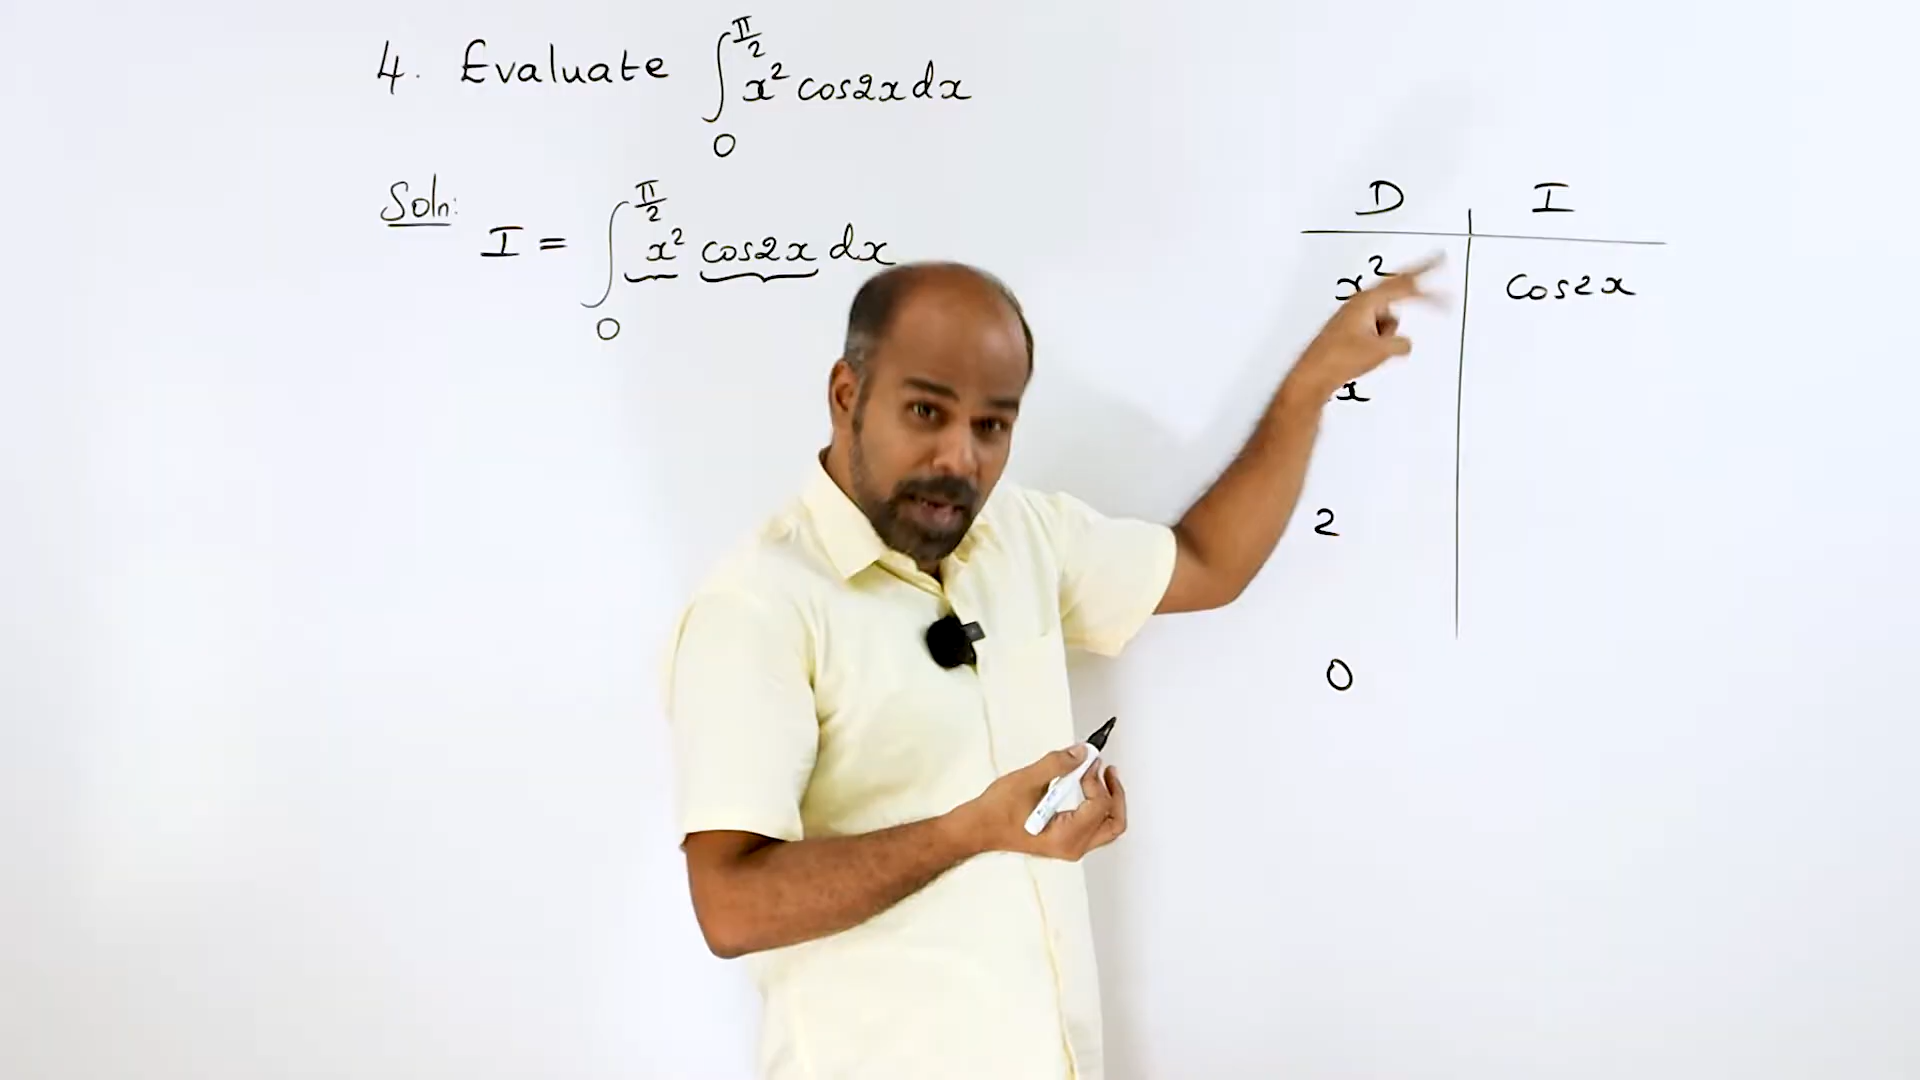 4. Evaluate ∫₀^{π/2} x² cos2x dx
Soln: I = ∫₀^{π/2} x² cos2x dx
D I
x² cos2x
x
2
0